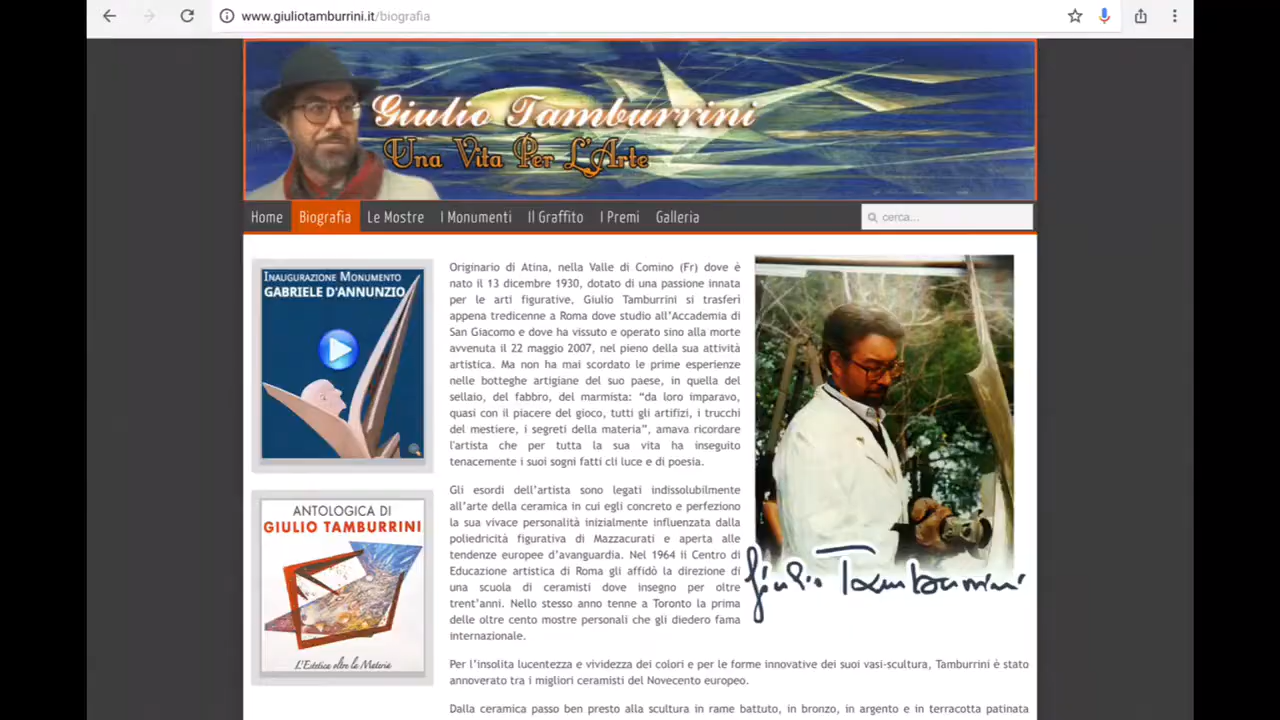 www.giuliotamburrini.it/biografia
Giulio Tamburrini
Una Vita Per L'Arte
Home Biografia Le Mostre I Monumenti Il Graffito I Premi Galleria cerca...
INAUGURAZIONE MONUMENTO
GABRIELE D'ANNUNZIO
ANTOLOGICA DI
GIULIO TAMBURRINI
L'Estetica oltre la Materia
Originario di Atina, nella Valle di Comino (Fr) dove è
nato il 13 dicembre 1930, dotato di una passione innata
per le arti figurative, Giulio Tamburrini si trasferì
appena tredicenne a Roma dove studio all'Accademia di
San Giacomo e dove ha vissuto e operato sino alla morte
avvenuta il 22 maggio 2007, nel pieno della sua attività
artistica. Ma non ha mai scordato le prime esperienze
nelle botteghe artigiane del suo paese, in quella del
sellaio, del fabbro, del marmista: “da loro imparavo,
quasi con il piacere del gioco, tutti gli artifizi, i trucchi
del mestiere, i segreti della materia”, amava ricordare
l'artista che per tutta la sua vita ha inseguito
tenacemente i suoi sogni fatti cli luce e di poesia.
Gli esordi dell'artista sono legati indissolubilmente
all'arte della ceramica in cui egli concreto e perfeziono
la sua vivace personalità inizialmente influenzata dalla
poliedricità figurativa di Mazzacurati e aperta alle
tendenze europee d'avanguardia. Nel 1964 ii Centro di
Educazione artistica di Roma gli affidò la direzione di
una scuola di ceramisti dove insegno per oltre
trent'anni. Nello stesso anno tenne a Toronto la prima
delle oltre cento mostre personali che gli diedero fama
internazionale.
Giulio Tamburrini
Per l'insolita lucentezza e vividezza dei colori e per le forme innovative dei suoi vasi-scultura, Tamburrini è stato
annoverato tra i migliori ceramisti del Novecento europeo.
Dalla ceramica passo ben presto alla scultura in rame battuto, in bronzo, in argento e in terracotta patinata